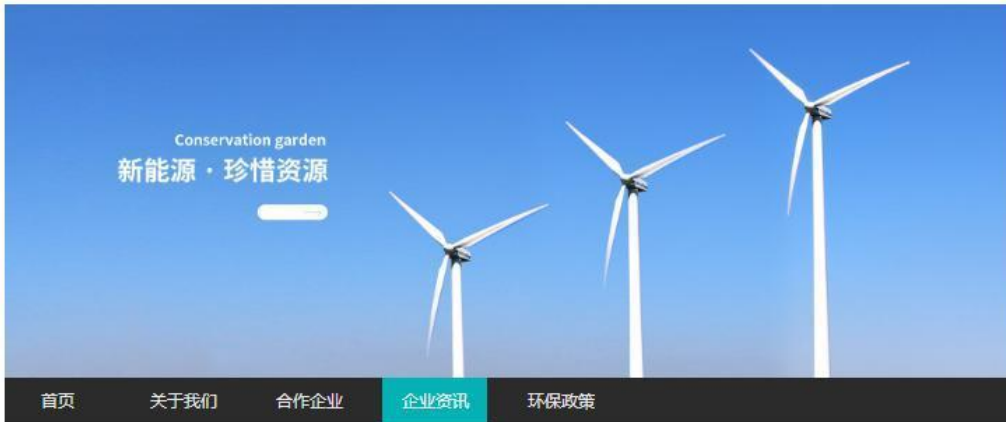 Conservation garden
新能源 · 珍惜资源
首页 关于我们 合作企业 企业资讯 环保政策